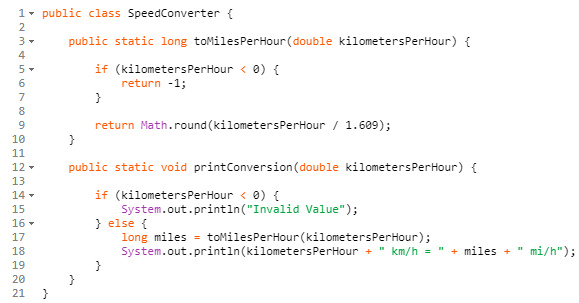 1 public class SpeedConverter {
2
3     public static long toMilesPerHour(double kilometersPerHour) {
4
5         if (kilometersPerHour < 0) {
6             return -1;
7         }
8
9         return Math.round(kilometersPerHour / 1.609);
10     }
11
12     public static void printConversion(double kilometersPerHour) {
13
14         if (kilometersPerHour < 0) {
15             System.out.println("Invalid Value");
16         } else {
17             long miles = toMilesPerHour(kilometersPerHour);
18             System.out.println(kilometersPerHour + " km/h = " + miles + " mi/h");
19         }
20     }
21 }